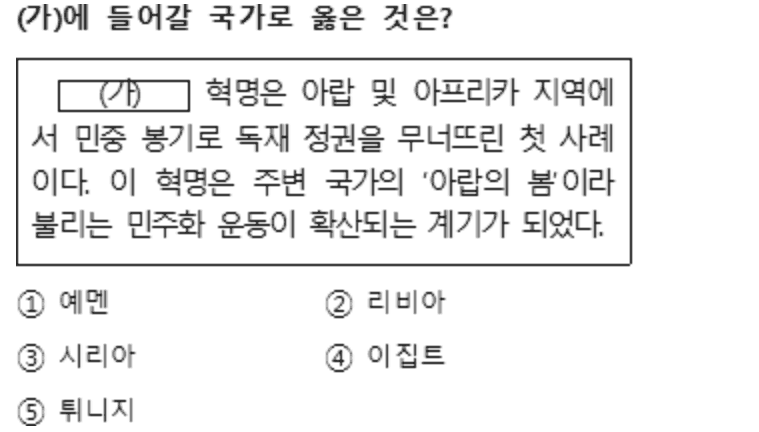 (가)에 들어갈 국가로 옳은 것은?
(가) 혁명은 아랍 및 아프리카 지역에
서 민중 봉기로 독재 정권을 무너뜨린 첫 사례
이다. 이 혁명은 주변 국가의 '아랍의 봄'이라
불리는 민주화 운동이 확산되는 계기가 되었다.
① 예멘 ② 리비아
③ 시리아 ④ 이집트
⑤ 튀니지